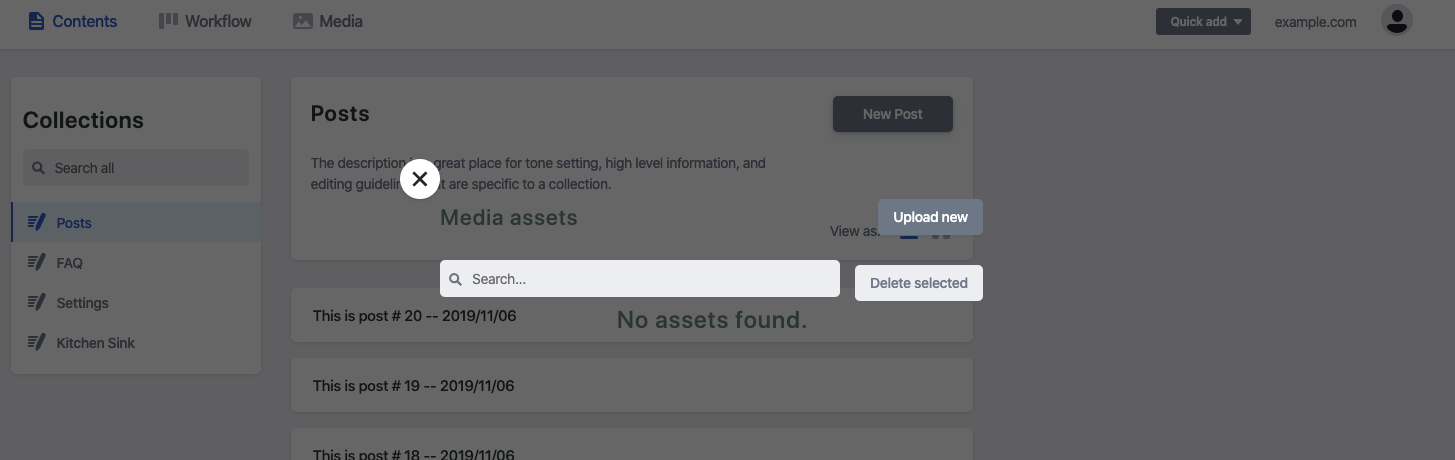 Contents
Workflow
Media
Quick add
example.com
Collections
Search all
Posts
FAQ
Settings
Kitchen Sink
Posts
New Post
The description great place for tone setting, high level information, and
editing are specific to a collection.
View as:
Media assets
Upload new
Search...
Delete selected
No assets found.
This is post # 20 -- 2019/11/06
This is post # 19 -- 2019/11/06
This is post # 18 -- 2019/11/06